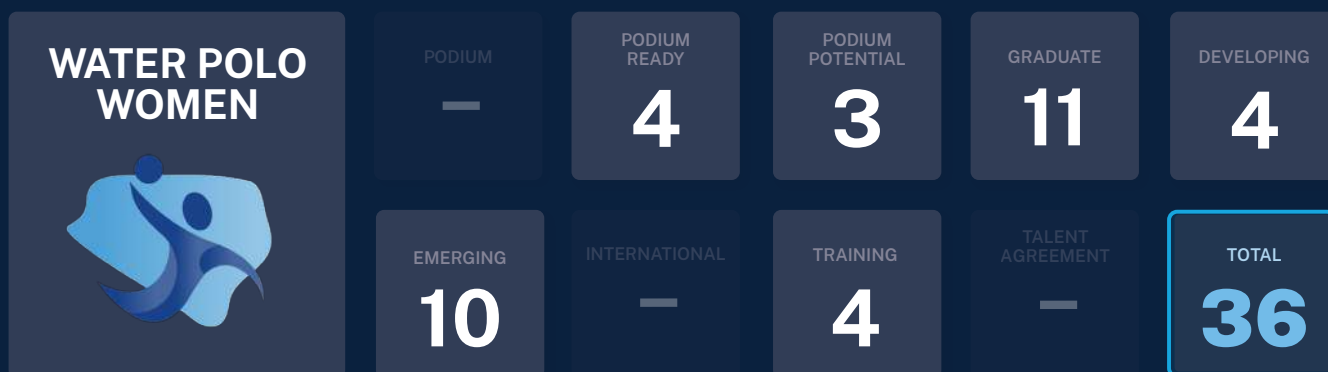 WATER POLO
WOMEN
PODIUM
–
PODIUM
READY
4
PODIUM
POTENTIAL
3
GRADUATE
11
DEVELOPING
4
EMERGING
10
INTERNATIONAL
–
TRAINING
4
TALENT
AGREEMENT
–
TOTAL
36